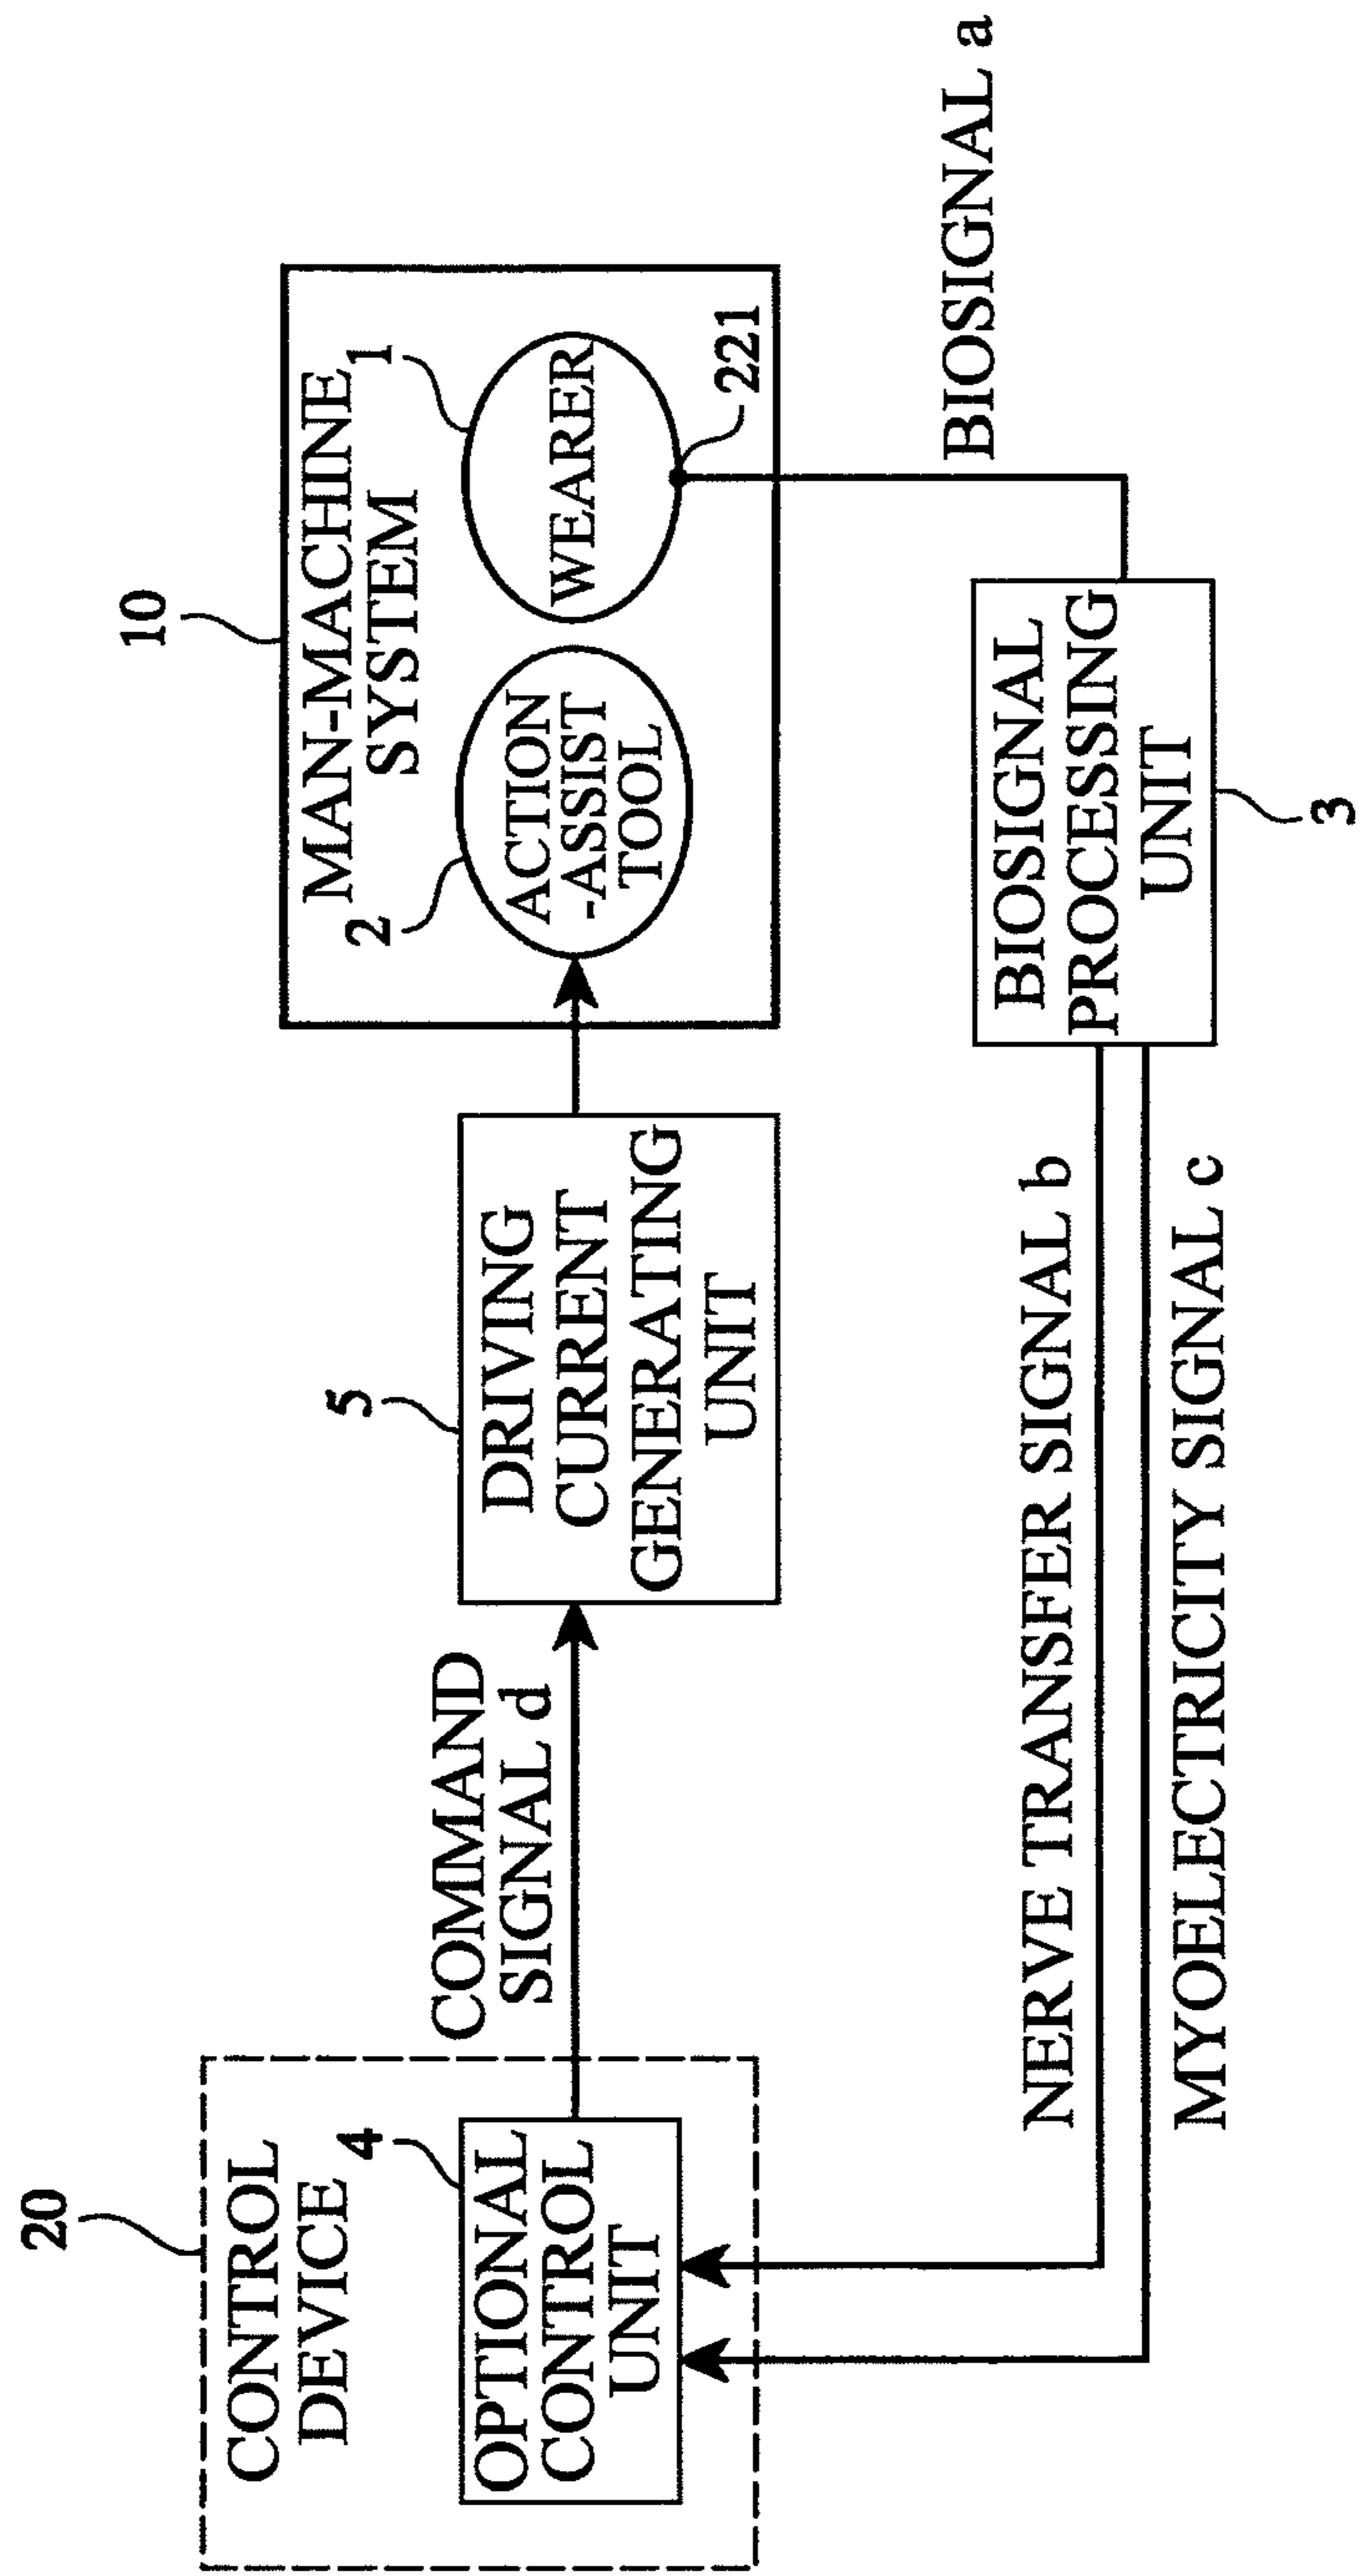 20
CONTROL
DEVICE
4
OPTIONAL
CONTROL
UNIT
COMMAND
SIGNAL d
5
DRIVING
CURRENT
GENERATING
UNIT
10
MAN-MACHINE
SYSTEM
2
ACTION
-ASSIST
TOOL
1
WEARER
221
BIOSIGNAL a
BIOSIGNAL
PROCESSING
UNIT
3
NERVE TRANSFER SIGNAL b
MYOELECTRICITY SIGNAL c